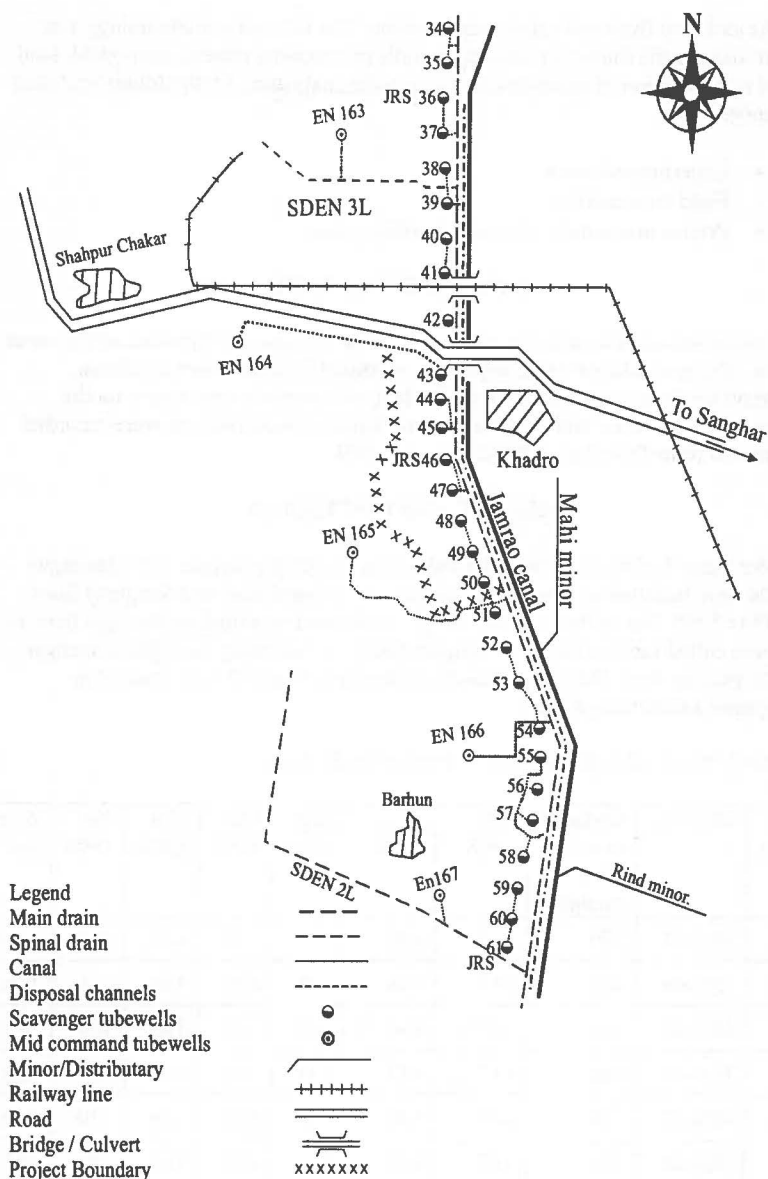 34
N
35
JRS 36
EN 163
37
38
SDEN 3L
39
40
Shahpur Chakar
41
42
EN 164
43
44
To Sanghar
45
Khadro
JRS46
47
Jamrao canal
Mahi minor
48
EN 165
49
50
51
52
53
54
EN 166
55
56
Barhun
57
58
SDEN 2L
En167
59
Rind minor.
60
61
JRS
Legend
Main drain
Spinal drain
Canal
Disposal channels
Scavenger tubewells
Mid command tubewells
Minor/Distributary
Railway line
Road
Bridge / Culvert
Project Boundary